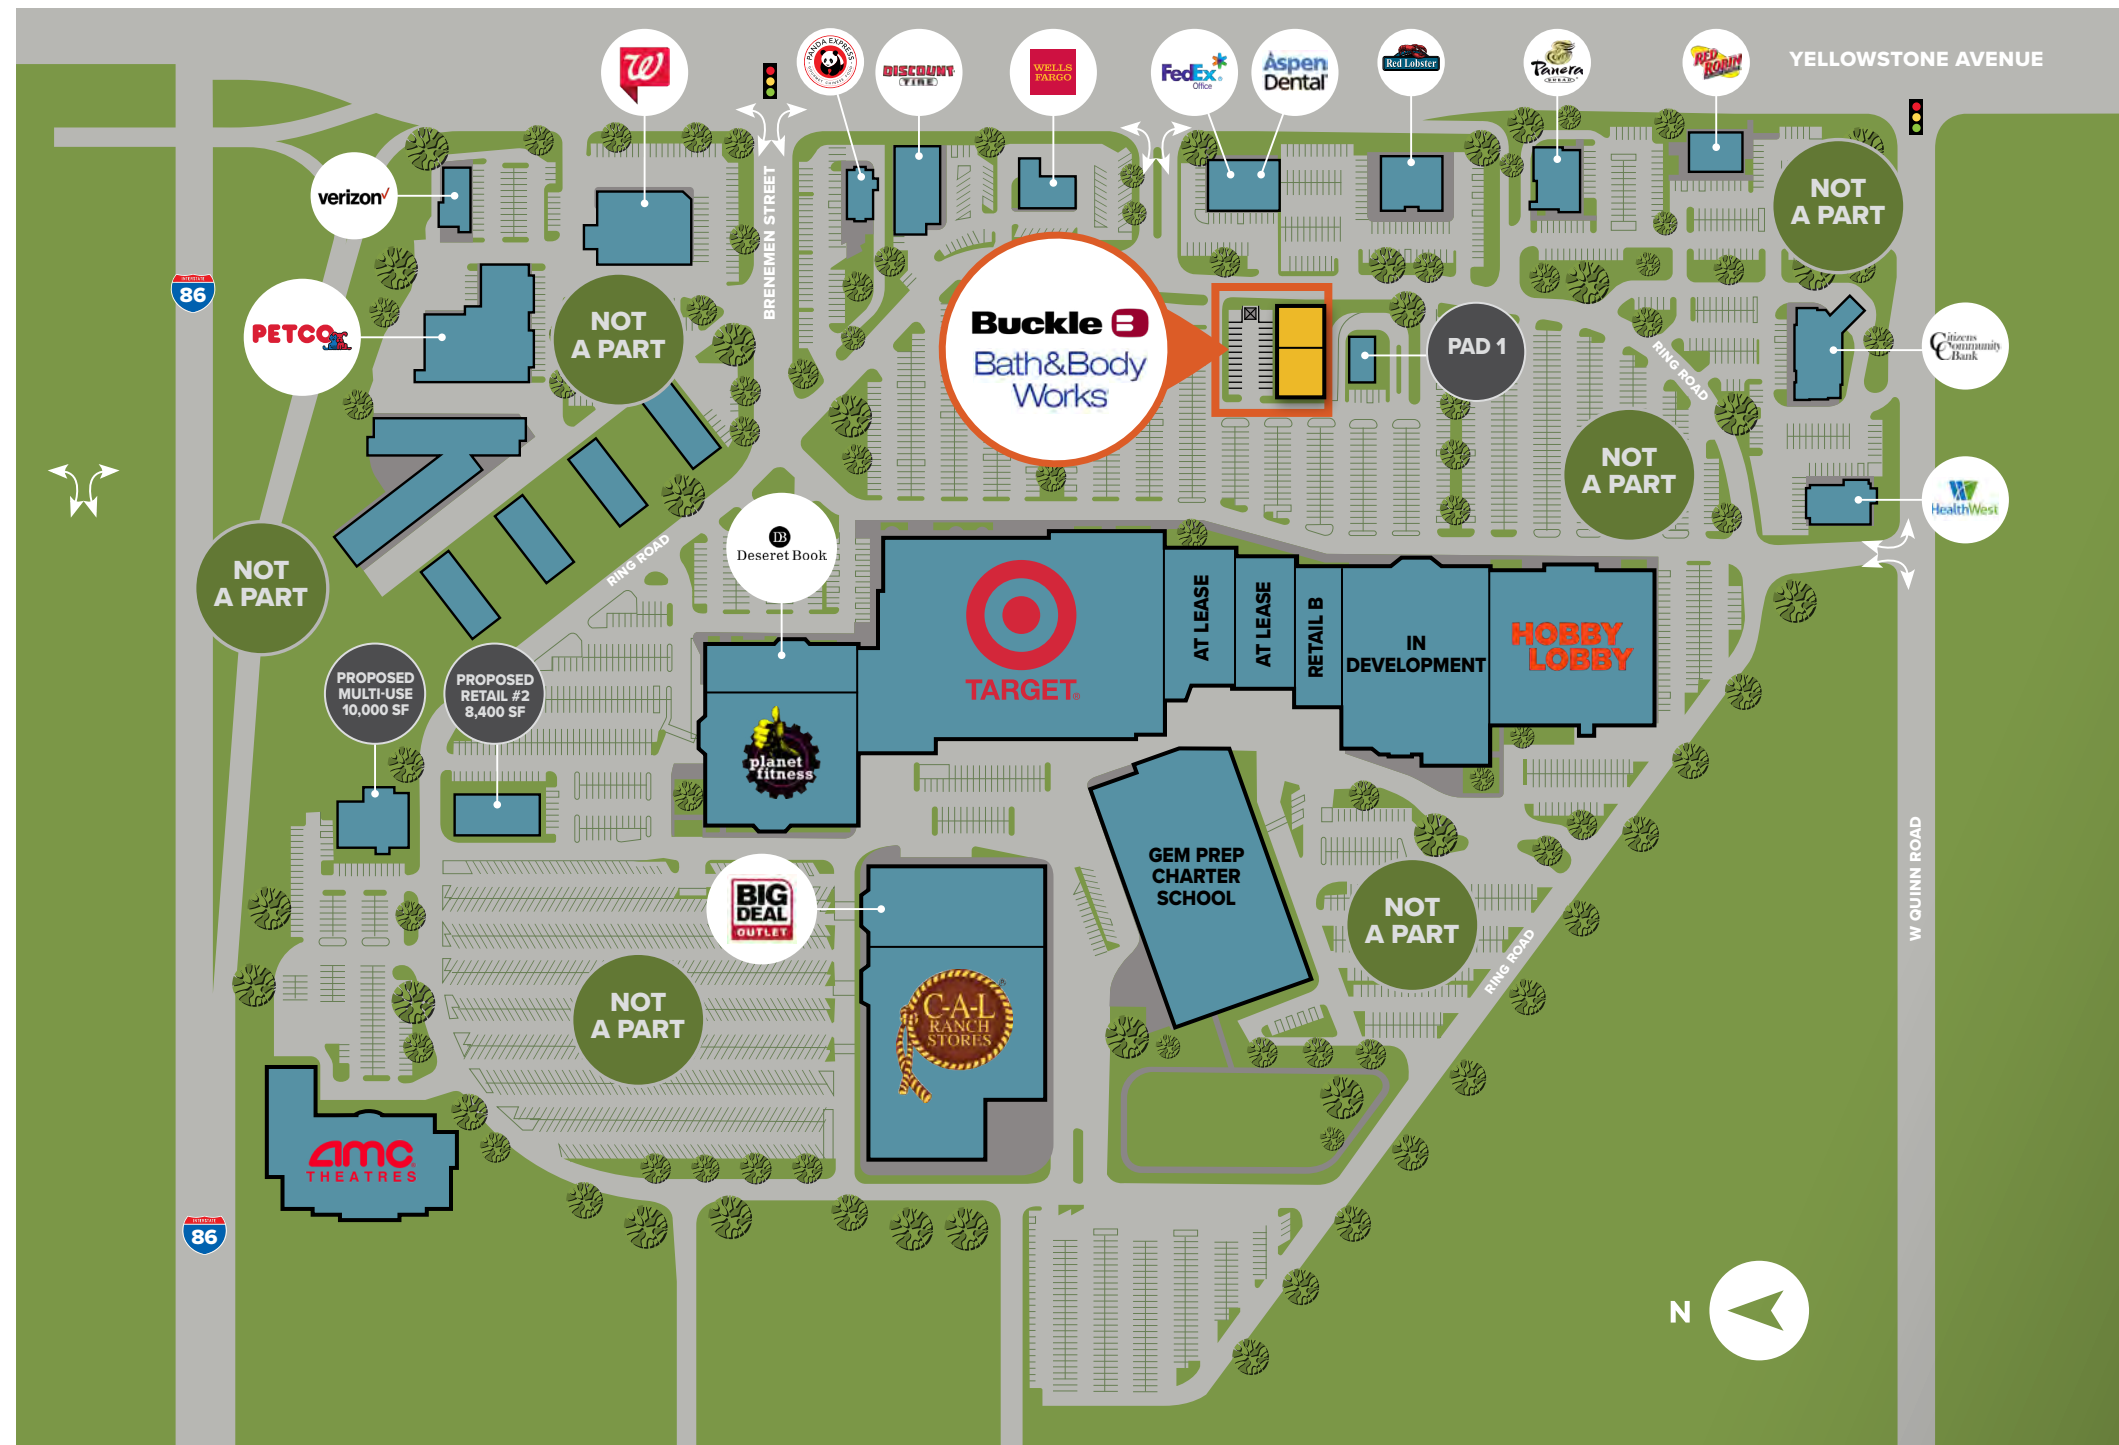 YELLOWSTONE AVENUE
PANDA EXPRESS
DISCOUNT
TIRE
WELLS
FARGO
FedEx
Office
Aspen
Dental
Red Lobster
Panera
BREAD
RED
ROBIN
NOT
A PART
verizon
BRENEMEN STREET
INTERSTATE
86
PETCO
NOT
A PART
Buckle B
Bath&Body
Works
PAD 1
RING ROAD
Citizens
Community
Bank
NOT
A PART
HealthWest
DB
Deseret Book
RING ROAD
NOT
A PART
TARGET
AT LEASE
AT LEASE
RETAIL B
IN
DEVELOPMENT
HOBBY
LOBBY
PROPOSED
MULTI-USE
10,000 SF
PROPOSED
RETAIL #2
8,400 SF
planet
fitness
GEM PREP
CHARTER
SCHOOL
BIG
DEAL
OUTLET
NOT
A PART
RING ROAD
W QUINN ROAD
NOT
A PART
C-A-L
RANCH
STORES
amc
THEATRES
INTERSTATE
86
N